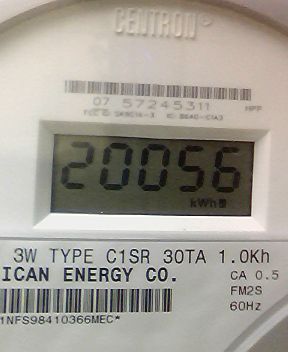 CENTRON®
07 57245311
20056
kWh
3W TYPE C1SR 30TA 1.0Kh
ICAN ENERGY CO. CA 0.5
FM2S
60Hz
1NFS98410366MEC*